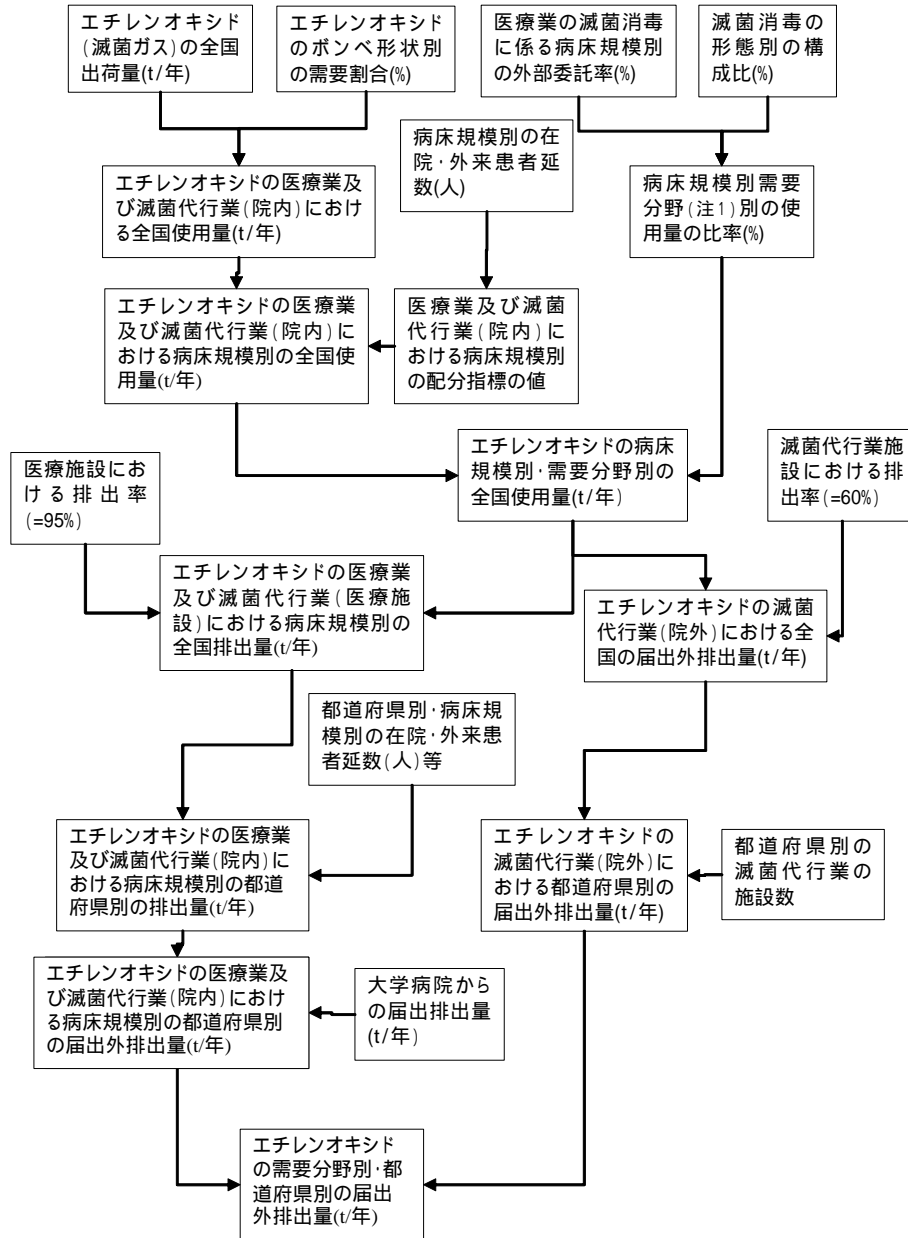 エチレンオキシド
(滅菌ガス)の全国
出荷量(t/年)
エチレンオキシド
のボンベ形状別
の需要割合(%)
医療業の滅菌消毒
に係る病床規模別
の外部委託率(%)
滅菌消毒の
形態別の構
成比(%)
病床規模別の在
院・外来患者延
数(人)
エチレンオキシドの医療業及
び滅菌代行業(院内)におけ
る全国使用量(t/年)
病床規模別需要
分野(注1)別の使
用量の比率(%)
エチレンオキシドの医療業
及び滅菌代行業(院内)に
おける病床規模別の全国使
用量(t/年)
医療業及び滅菌
代行業(院内)に
おける病床規模別
の配分指標の値
医療施設にお
ける排出率
(=95%)
エチレンオキシドの病床
規模別・需要分野別の
全国使用量(t/年)
滅菌代行業施
設における排
出率(=60%)
エチレンオキシドの医療業
及び滅菌代行業(医療施
設)における病床規模別の
全国排出量(t/年)
エチレンオキシドの滅菌
代行業(院外)における全
国の届出外排出量(t/年)
都道府県別・病床規
模別の在院・外来患
者延数(人)等
エチレンオキシドの医療業
及び滅菌代行業(院内)に
おける病床規模別の都道
府県別の排出量(t/年)
エチレンオキシドの
滅菌代行業(院外)に
おける都道府県別の
届出外排出量(t/年)
都道府県別の
滅菌代行業の
施設数
エチレンオキシドの医療業及
び滅菌代行業(院内)におけ
る病床規模別の都道府県別
の届出外排出量(t/年)
大学病院から
の届出排出量
(t/年)
エチレンオキシド
の需要分野別・都
道府県別の届出
外排出量(t/年)